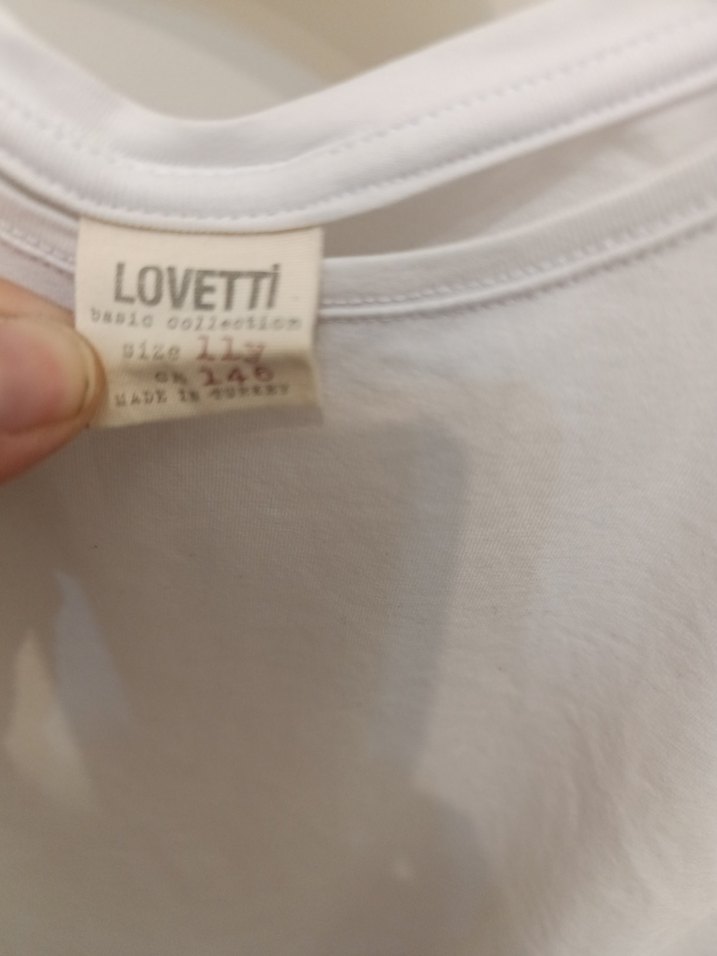 LOVETTi
basic collection
size 11y
cm 146
MADE IN TURKEY